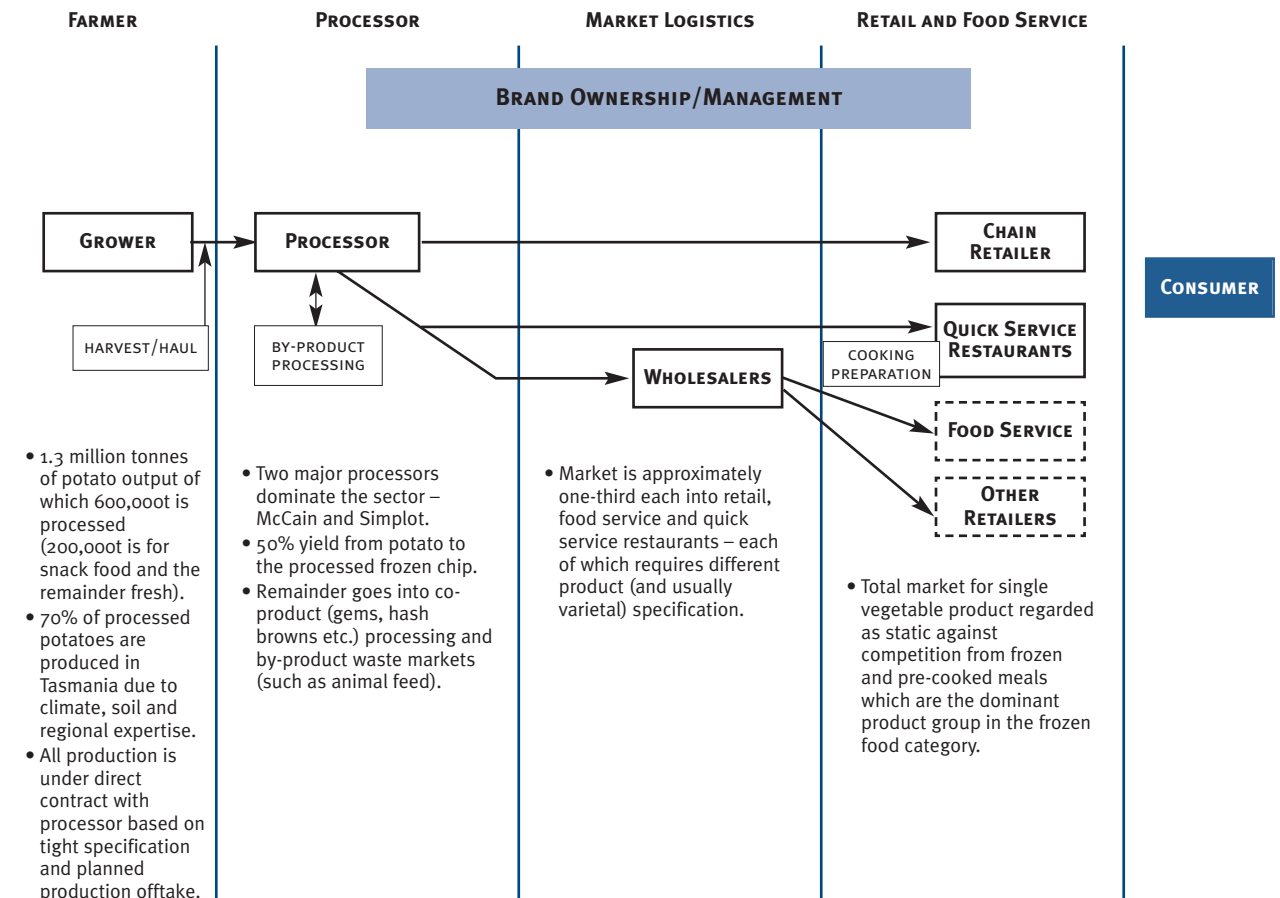 FARMER
PROCESSOR
MARKET LOGISTICS
RETAIL AND FOOD SERVICE
BRAND OWNERSHIP/MANAGEMENT
GROWER
PROCESSOR
CHAIN
RETAILER
CONSUMER
HARVEST/HAUL
BY-PRODUCT
PROCESSING
QUICK SERVICE
RESTAURANTS
COOKING
PREPARATION
WHOLESALERS
FOOD SERVICE
OTHER
RETAILERS
• 1.3 million tonnes
of potato output of
which 600,000t is
processed
(200,000t is for
snack food and the
remainder fresh).
• 70% of processed
potatoes are
produced in
Tasmania due to
climate, soil and
regional expertise.
• All production is
under direct
contract with
processor based on
tight specification
and planned
production offtake.
• Two major processors
dominate the sector –
McCain and Simplot.
• 50% yield from potato to
the processed frozen chip.
• Remainder goes into co-
product (gems, hash
browns etc.) processing and
by-product waste markets
(such as animal feed).
• Market is approximately
one-third each into retail,
food service and quick
service restaurants – each
of which requires different
product (and usually
varietal) specification.
• Total market for single
vegetable product regarded
as static against
competition from frozen
and pre-cooked meals
which are the dominant
product group in the frozen
food category.